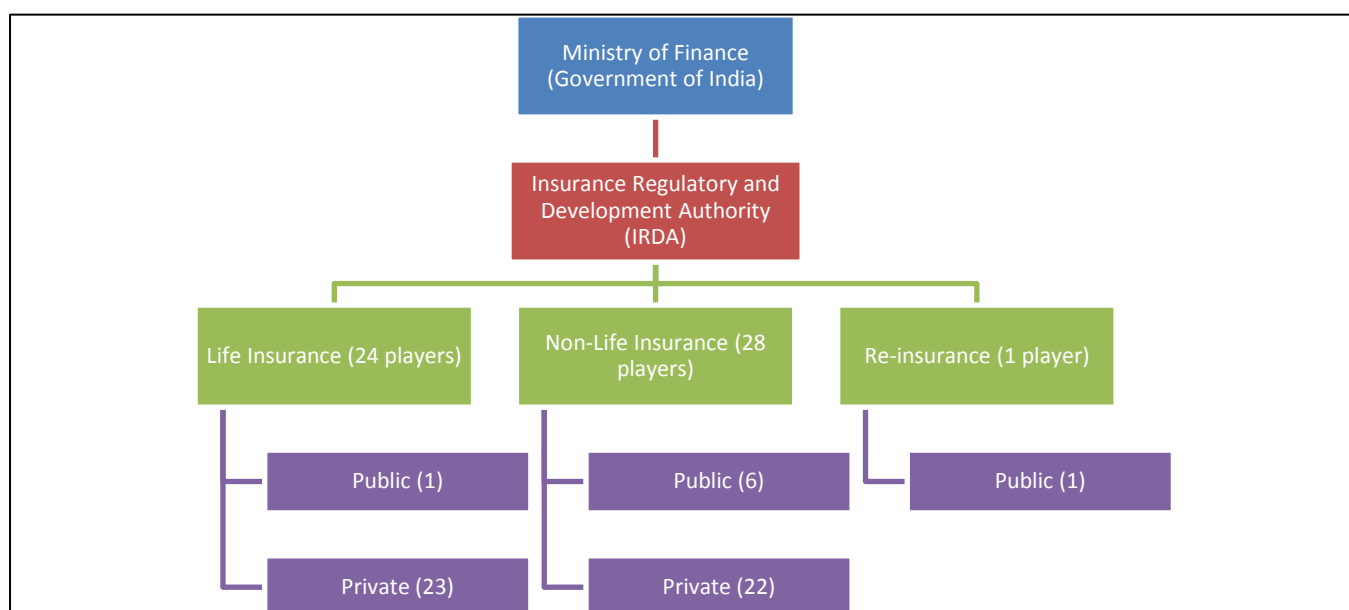 Ministry of Finance
(Government of India)
Insurance Regulatory and
Development Authority
(IRDA)
Life Insurance (24 players)
Non-Life Insurance (28
players)
Re-insurance (1 player)
Public (1)
Public (6)
Public (1)
Private (23)
Private (22)